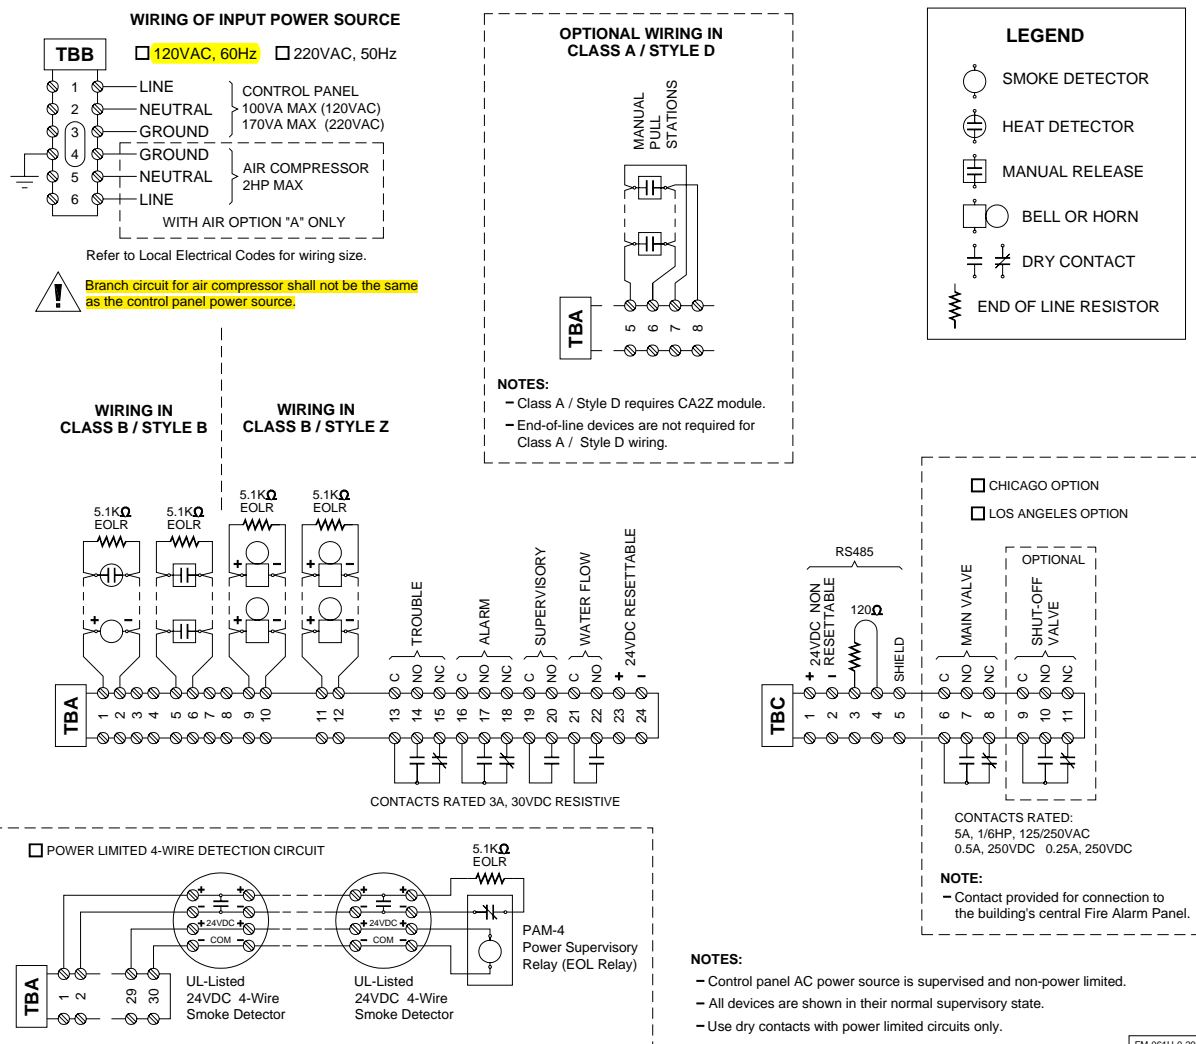 WIRING OF INPUT POWER SOURCE
TBB
120VAC, 60Hz
220VAC, 50Hz
1
LINE
2
NEUTRAL
3
GROUND
4
GROUND
5
NEUTRAL
6
LINE
CONTROL PANEL
100VA MAX (120VAC)
170VA MAX (220VAC)
AIR COMPRESSOR
2HP MAX
WITH AIR OPTION "A" ONLY
Refer to Local Electrical Codes for wiring size.
!
Branch circuit for air compressor shall not be the same
as the control panel power source.
OPTIONAL WIRING IN
CLASS A / STYLE D
MANUAL
PULL
STATIONS
TBA
5
6
7
8
NOTES:
– Class A / Style D requires CA2Z module.
– End-of-line devices are not required for
Class A / Style D wiring.
LEGEND
SMOKE DETECTOR
HEAT DETECTOR
MANUAL RELEASE
BELL OR HORN
DRY CONTACT
END OF LINE RESISTOR
WIRING IN
CLASS B / STYLE B
WIRING IN
CLASS B / STYLE Z
5.1KΩ
EOLR
5.1KΩ
EOLR
5.1KΩ
EOLR
5.1KΩ
EOLR
+ –
+ –
+ –
+ –
+ –
TROUBLE
ALARM
SUPERVISORY
WATER FLOW
24VDC RESETTABLE
C
NO
NC
C
NO
NC
C
NO
C
NO
+
–
TBA
1
2
3
4
5
6
7
8
9
10
11
12
13
14
15
16
17
18
19
20
21
22
23
24
CONTACTS RATED 3A, 30VDC RESISTIVE
RS485
24VDC NON
RESETTABLE
+
–
120Ω
SHIELD
CHICAGO OPTION
LOS ANGELES OPTION
OPTIONAL
MAIN VALVE
SHUT-OFF
VALVE
C
NO
NC
C
NO
NC
TBC
1
2
3
4
5
6
7
8
9
10
11
CONTACTS RATED:
5A, 1/6HP, 125/250VAC
0.5A, 250VDC 0.25A, 250VDC
NOTE:
– Contact provided for connection to
the building's central Fire Alarm Panel.
POWER LIMITED 4-WIRE DETECTION CIRCUIT
5.1KΩ
EOLR
+ +
– –
+ 24VDC +
– COM –
+ +
– –
+ 24VDC +
– COM –
PAM-4
Power Supervisory
Relay (EOL Relay)
TBA
1
2
29
30
UL-Listed
24VDC 4-Wire
Smoke Detector
UL-Listed
24VDC 4-Wire
Smoke Detector
NOTES:
– Control panel AC power source is supervised and non-power limited.
– All devices are shown in their normal supervisory state.
– Use dry contacts with power limited circuits only.